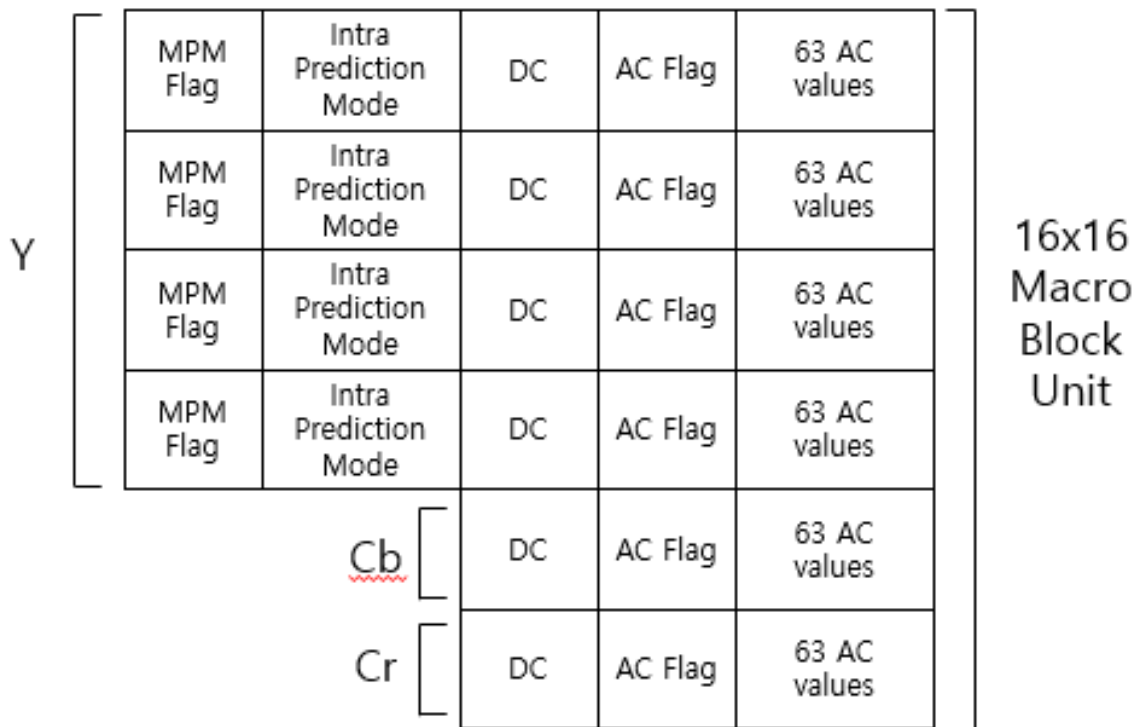 MPM
Flag
Intra
Prediction
Mode
DC
AC Flag
63 AC
values
MPM
Flag
Intra
Prediction
Mode
DC
AC Flag
63 AC
values
Y
MPM
Flag
Intra
Prediction
Mode
DC
AC Flag
63 AC
values
MPM
Flag
Intra
Prediction
Mode
DC
AC Flag
63 AC
values
Cb
DC
AC Flag
63 AC
values
Cr
DC
AC Flag
63 AC
values
16x16
Macro
Block
Unit